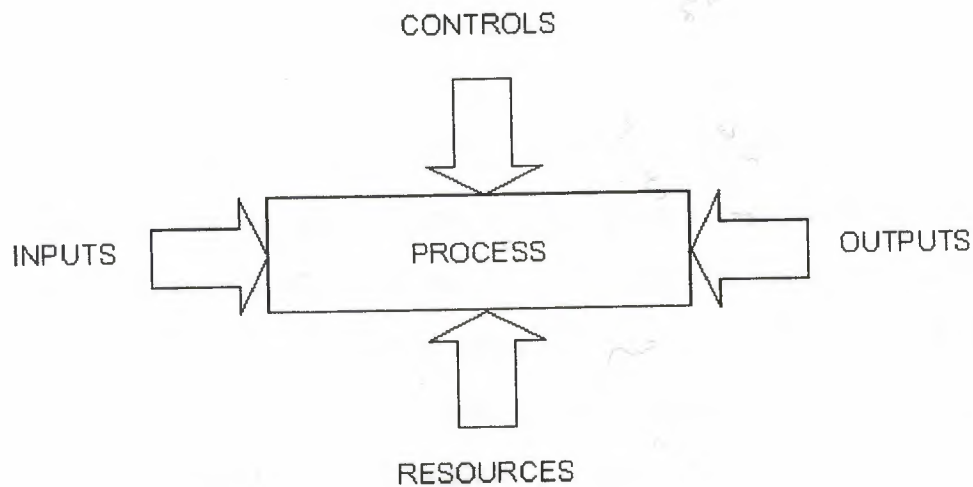 CONTROLS
INPUTS
PROCESS
OUTPUTS
RESOURCES